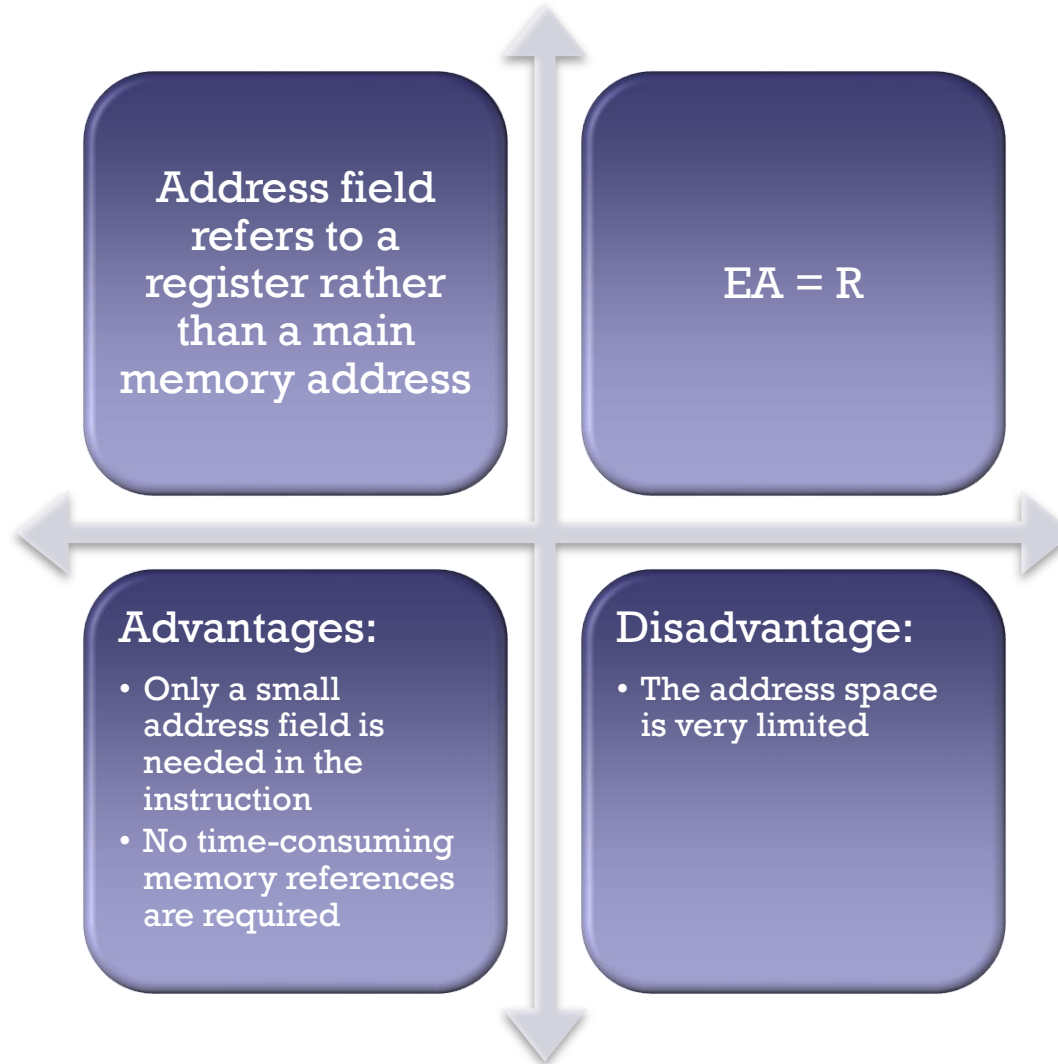 Address field
refers to a
register rather
than a main
memory address
EA = R
Advantages:
• Only a small
address field is
needed in the
instruction
• No time-consuming
memory references
are required
Disadvantage:
• The address space
is very limited